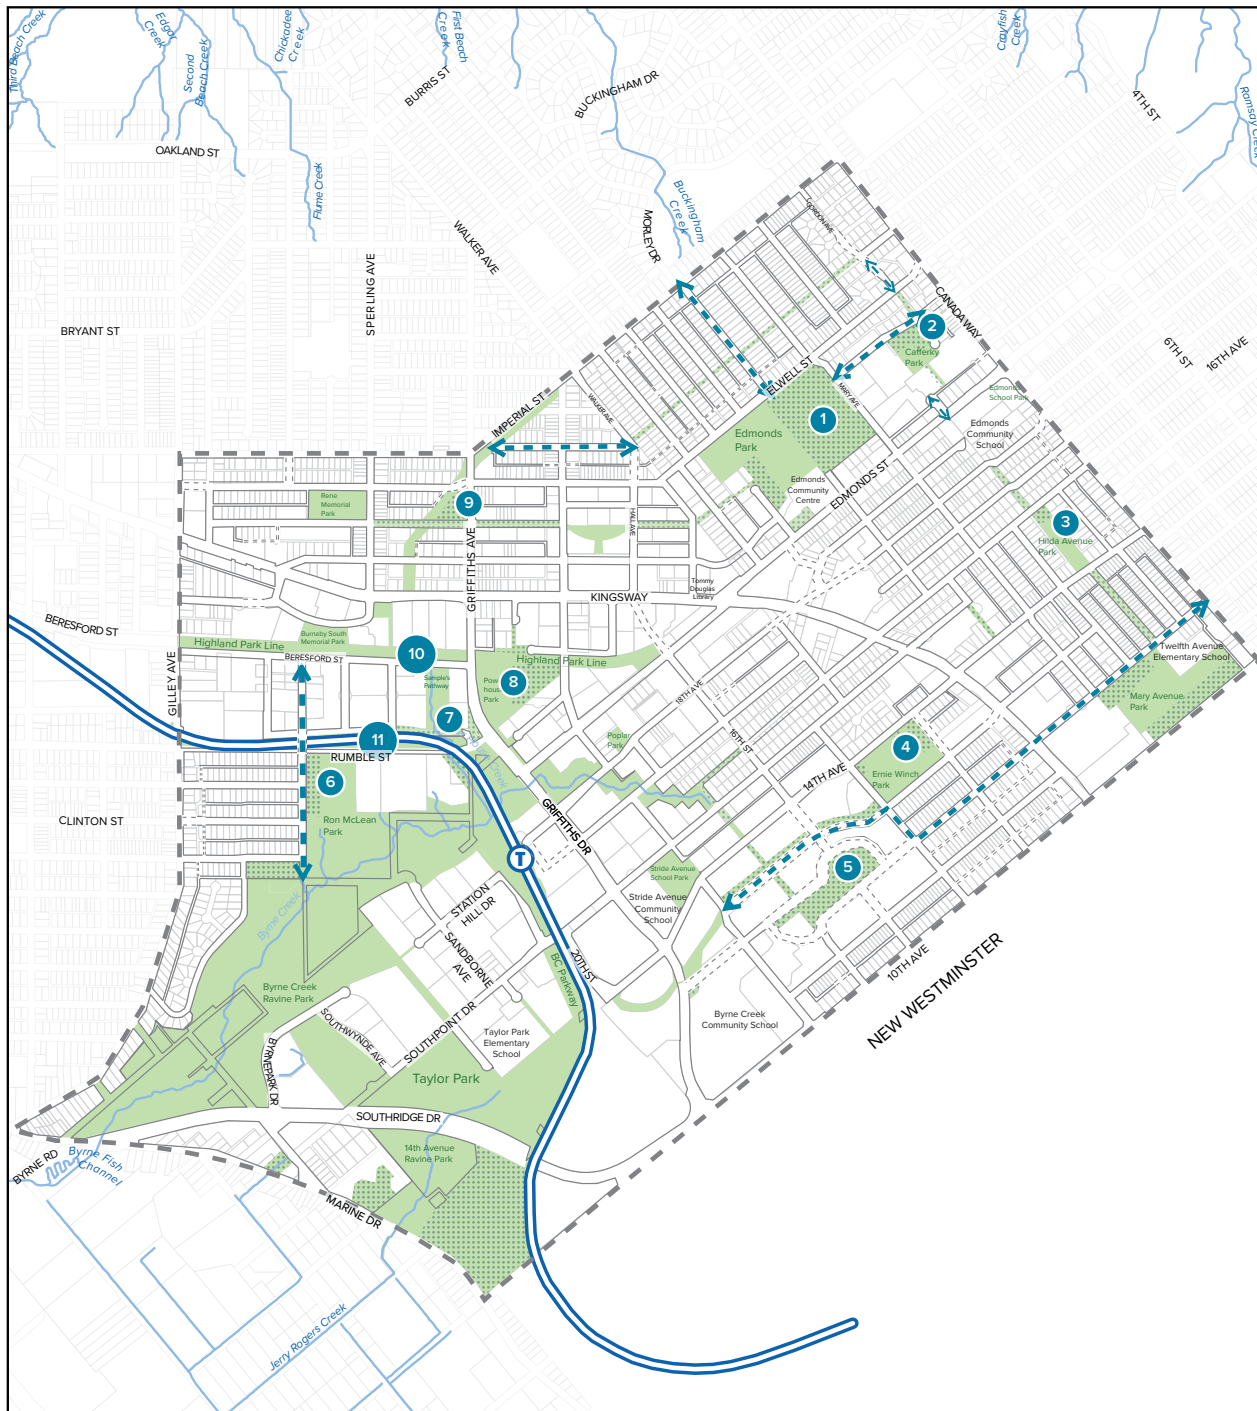 Third Beach Creek
Edgar
Creek
Second
Beach Creek
Chickadee
Creek
First Beach
Creek
Crayfish
Creek
Ramsay Creek
BURRIS ST
BUCKINGHAM DR
4TH ST
OAKLAND ST
Flume Creek
Buckingham
Creek
MORLEY DR
GORDON AVE
WALKER AVE
SPERLING AVE
BRYANT ST
CANADA WAY
6TH ST
16TH AVE
2
Cafferky
Park
ELWELL ST
MARY AVE
Edmonds
School Park
IMPERIAL ST
WALKER AVE
1
Edmonds
Park
Edmonds
Community
School
EDMONDS ST
Edmonds
Community
Centre
Rene
Memorial
Park
9
HALL AVE
3
Hilda Avenue
Park
GRIFFITHS AVE
KINGSWAY
Tommy
Douglas
Library
BERESFORD ST
Burnaby South
Memorial Park
Highland Park Line
BERESFORD ST
10
Highland Park Line
Twelfth Avenue
Elementary School
GILLEY AVE
Sample's
Pathway
8
Park
18TH AVE
Mary Avenue
Park
7
11
RUMBLE ST
Poplar
Park
16TH ST
4
Ernie Winch
Park
6
14TH AVE
Ron McLean
Park
CLINTON ST
GRIFFITHS DR
T
5
Stride Avenue
School Park
Stride Avenue
Community
School
STATION
HILL DR
Byrne Creek
SANDBORNE
AVE
20TH ST
BC Parkway
10TH AVE
NEW WESTMINSTER
Byrne Creek
Ravine Park
SOUTHWYNDE AVE
SOUTHPOINT DR
Taylor Park
Elementary
School
Byrne Creek
Community School
BYRNEPARK DR
Taylor Park
SOUTHRIDGE DR
14th Avenue
Ravine Park
BYRNE RD
Byrne Fish
Channel
MARINE DR
Jerry Rogers Creek